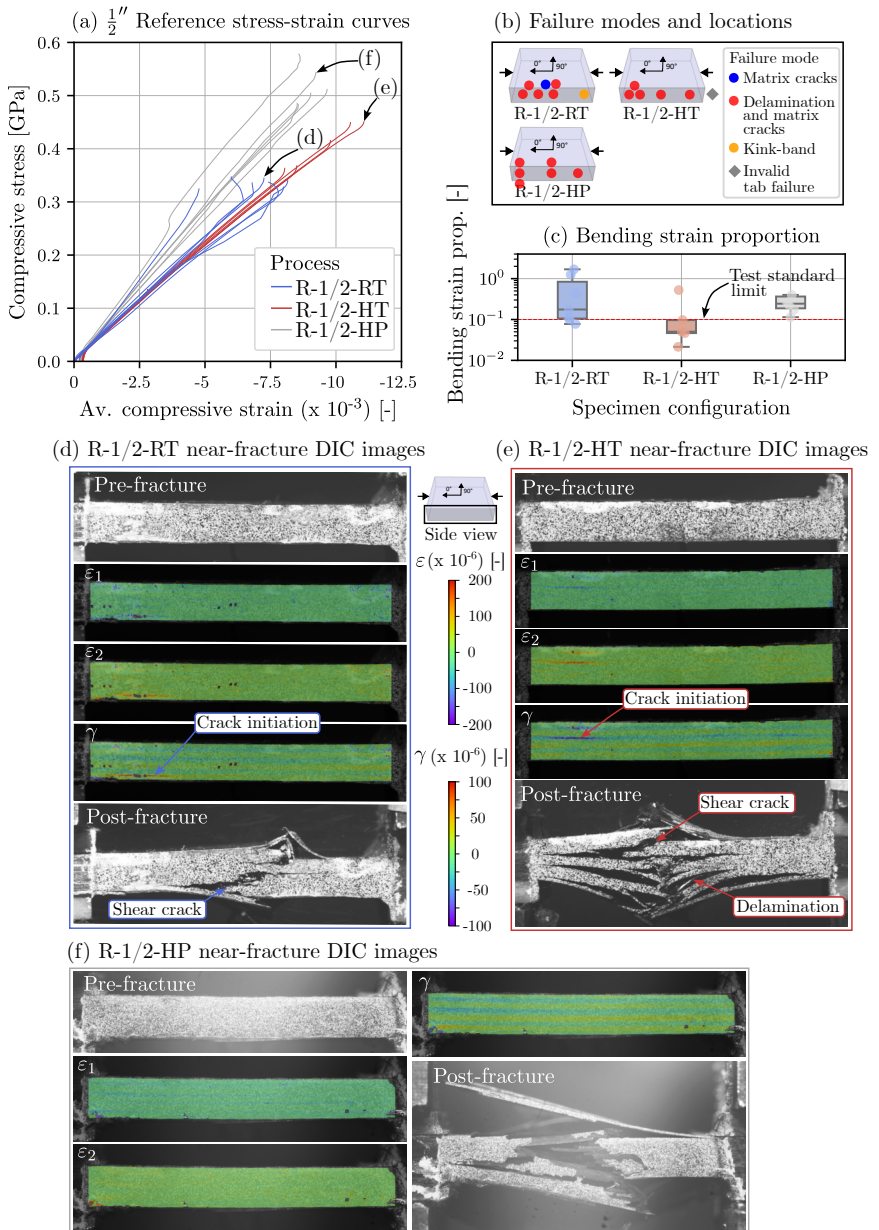 (a) 1/2″ Reference stress-strain curves
Compressive stress [GPa]
0.6
0.5
0.4
0.3
0.2
0.1
0.0
0
-2.5
-5
-7.5
-10
-12.5
Av. compressive strain (x 10⁻³) [-]
(f)
(e)
(d)
Process
R-1/2-RT
R-1/2-HT
R-1/2-HP
(b) Failure modes and locations
0°
90°
R-1/2-RT
0°
90°
R-1/2-HT
0°
90°
R-1/2-HP
Failure mode
Matrix cracks
Delamination
and matrix
cracks
Kink-band
Invalid
tab failure
(c) Bending strain proportion
Bending strain prop. [-]
10⁰
10⁻¹
10⁻²
Test standard
limit
R-1/2-RT
R-1/2-HT
R-1/2-HP
Specimen configuration
(d) R-1/2-RT near-fracture DIC images
Pre-fracture
ε₁
ε₂
γ
Crack initiation
Post-fracture
Shear crack
0°
90°
Side view
ε (x 10⁻⁶) [-]
200
100
0
-100
-200
γ (x 10⁻⁶) [-]
100
50
0
-50
-100
(e) R-1/2-HT near-fracture DIC images
Pre-fracture
ε₁
ε₂
Crack initiation
γ
Post-fracture
Shear crack
Delamination
(f) R-1/2-HP near-fracture DIC images
Pre-fracture
ε₁
ε₂
γ
Post-fracture